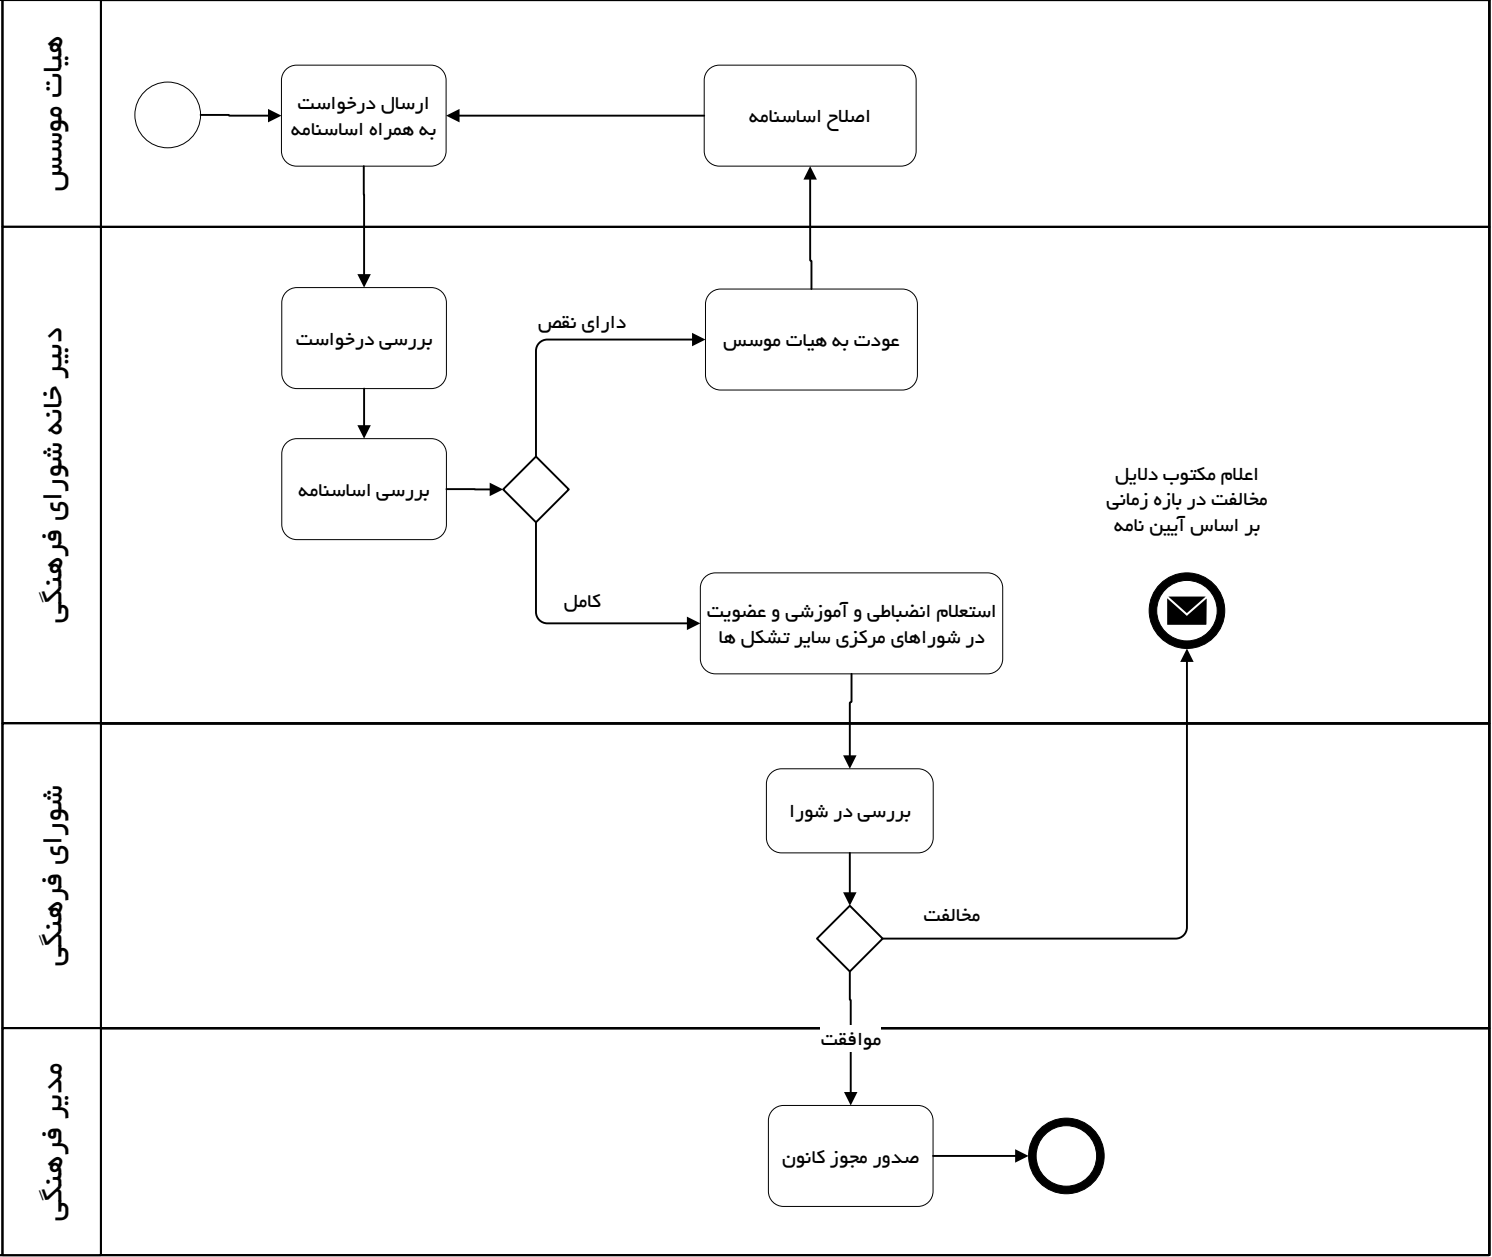 هیات موسس
ارسال درخواست
به همراه اساسنامه
اصلاح اساسنامه
دبیر خانه شورای فرهنگی
بررسی درخواست
دارای نقص
عودت به هیات موسس
بررسی اساسنامه
اعلام مکتوب دلایل
مخالفت در بازه زمانی
بر اساس آیین نامه
کامل
استعلام انضباطی و آموزشی و عضویت
در شوراهای مرکزی سایر تشکل ها
شورای فرهنگی
بررسی در شورا
مخالفت
موافقت
مدیر فرهنگی
صدور مجوز کانون